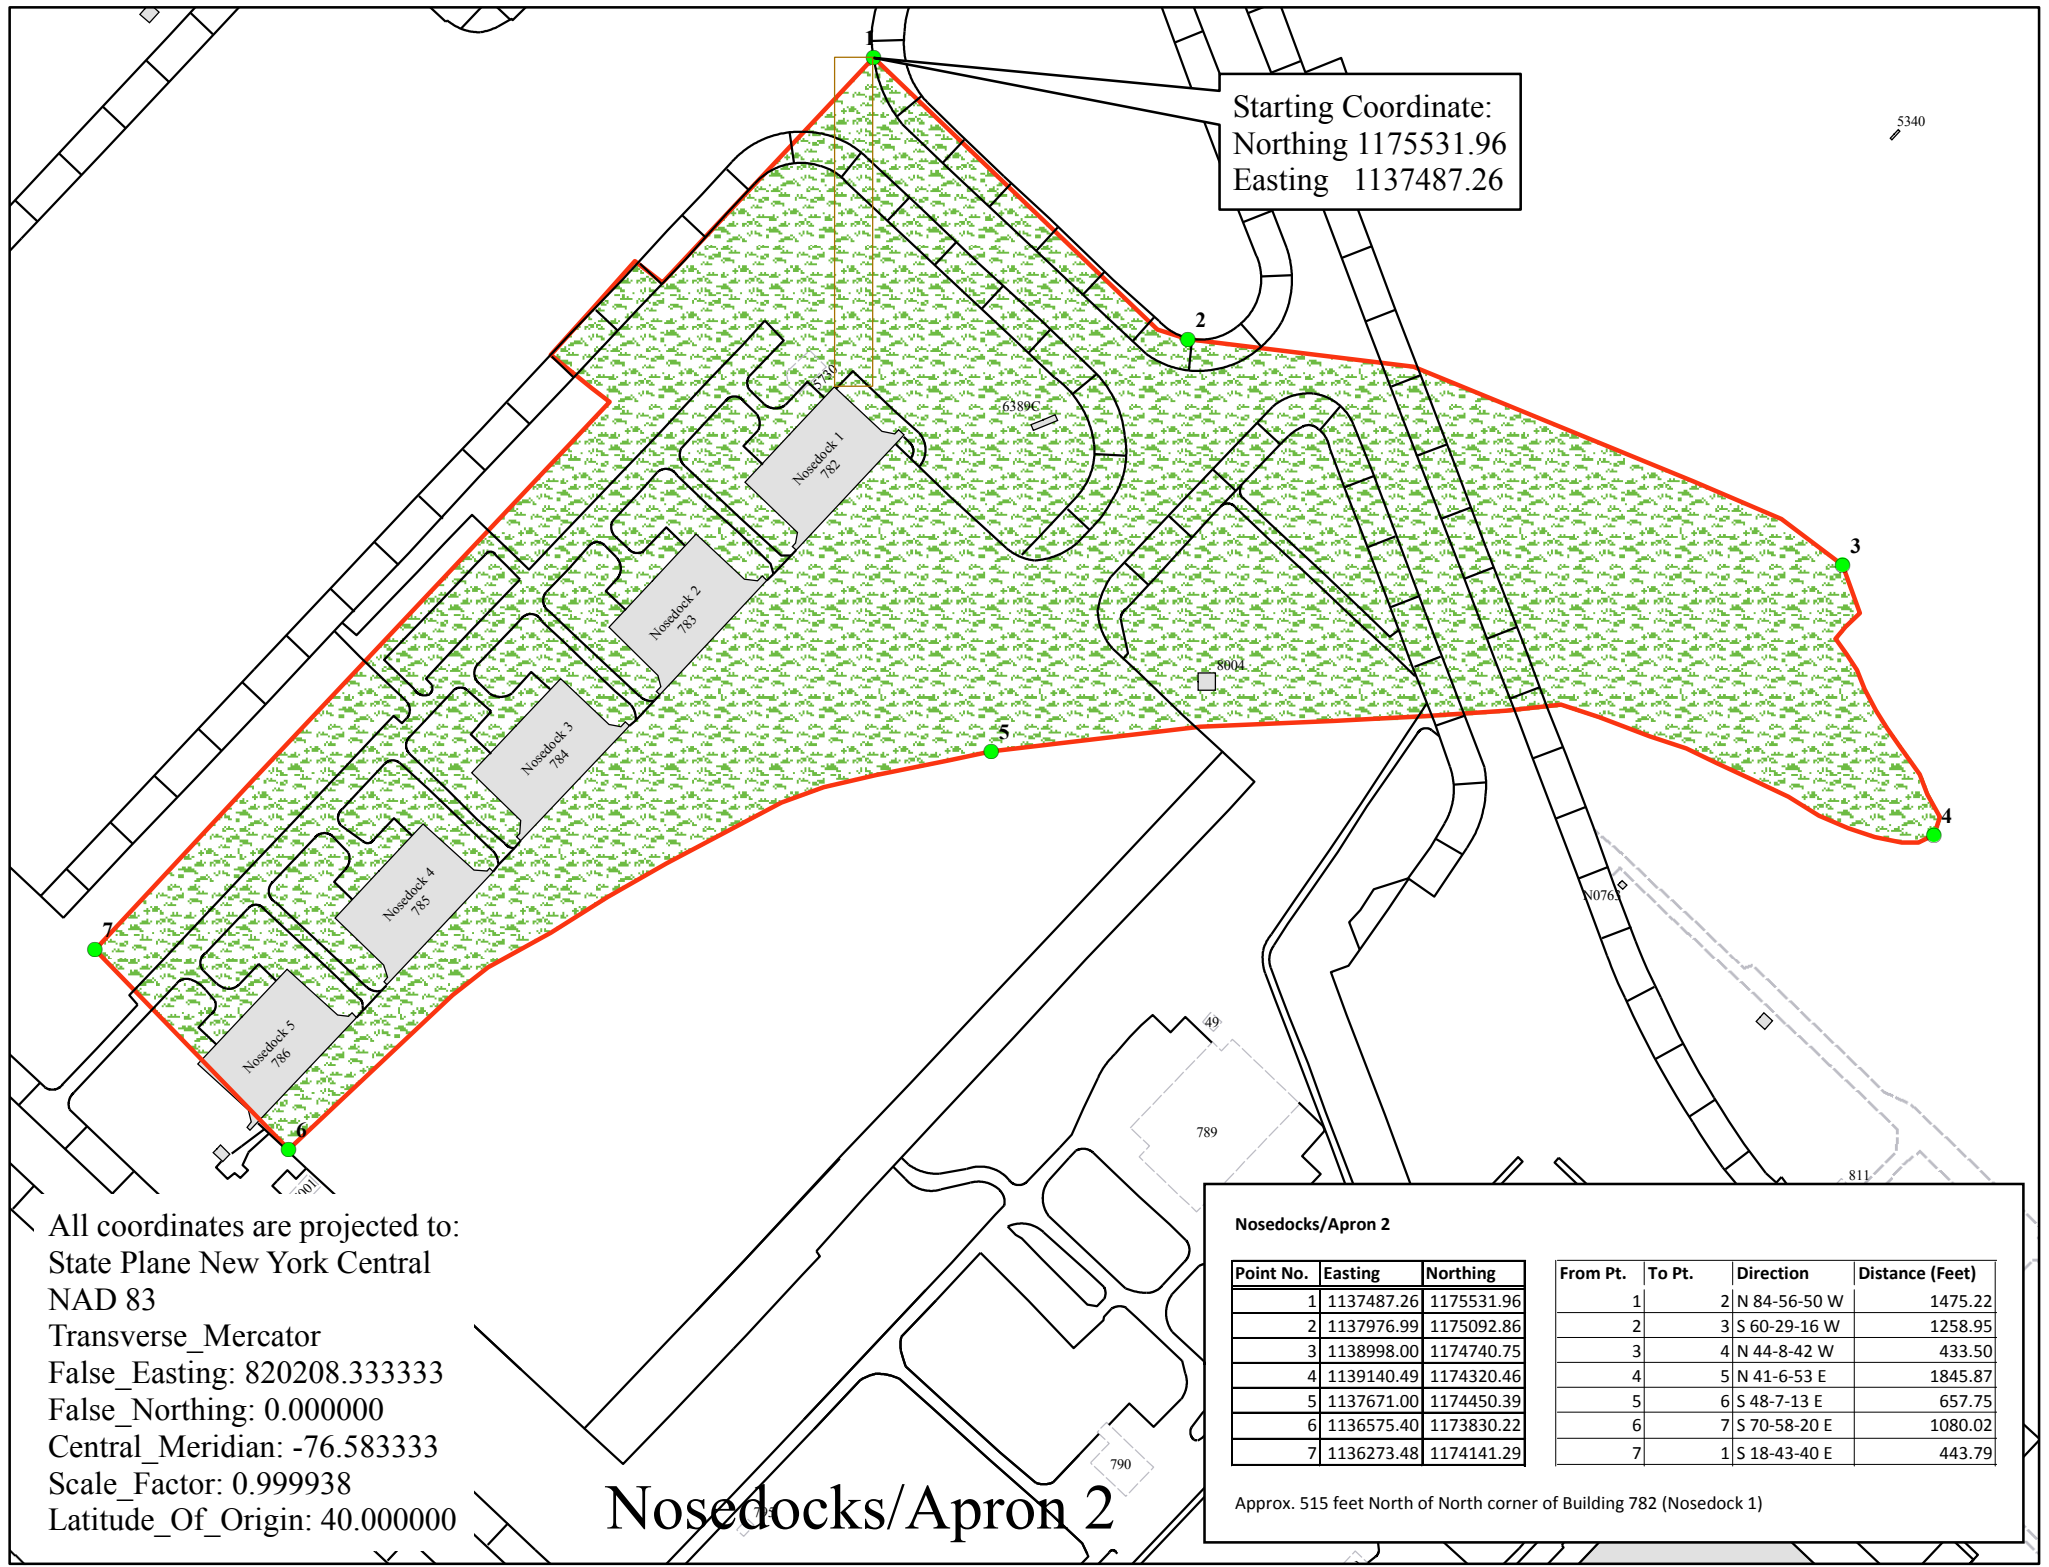 1
Starting Coordinate:
Northing 1175531.96
Easting 1137487.26
5340
2
5730
6389C
Nosedock 1
782
3
Nosedock 2
783
8004
Nosedock 3
784
5
4
Nosedock 4
785
N0763
7
Nosedock 5
786
49
6
789
811
All coordinates are projected to:
State Plane New York Central
NAD 83
Transverse_Mercator
False_Easting: 820208.333333
False_Northing: 0.000000
Central_Meridian: -76.583333
Scale_Factor: 0.999938
Latitude_Of_Origin: 40.000000
790
Nosedocks/Apron 2
Nosedocks/Apron 2
Point No. Easting Northing
1 1137487.26 1175531.96
2 1137976.99 1175092.86
3 1138998.00 1174740.75
4 1139140.49 1174320.46
5 1137671.00 1174450.39
6 1136575.40 1173830.22
7 1136273.48 1174141.29
From Pt. To Pt. Direction Distance (Feet)
1 2 N 84-56-50 W 1475.22
2 3 S 60-29-16 W 1258.95
3 4 N 44-8-42 W 433.50
4 5 N 41-6-53 E 1845.87
5 6 S 48-7-13 E 657.75
6 7 S 70-58-20 E 1080.02
7 1 S 18-43-40 E 443.79
Approx. 515 feet North of North corner of Building 782 (Nosedock 1)